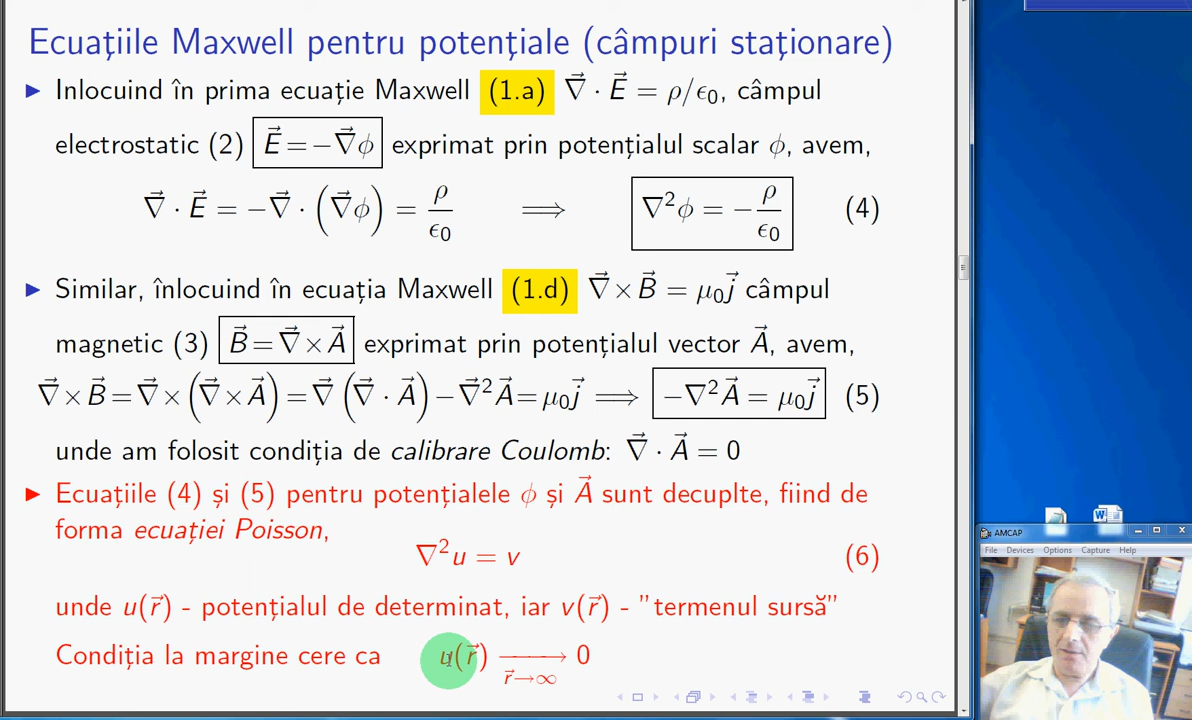 Ecuațiile Maxwell pentru potențiale (câmpuri staționare)
Inlocuind în prima ecuație Maxwell (1.a) ∇⃗ · E⃗ = ρ/ϵ₀, câmpul
electrostatic (2) E⃗ = −∇⃗ϕ exprimat prin potențialul scalar ϕ, avem,
∇⃗ · E⃗ = −∇⃗ · (∇⃗ϕ) = ρ/ϵ₀ ⟹ ∇²ϕ = −ρ/ϵ₀ (4)
Similar, înlocuind în ecuația Maxwell (1.d) ∇⃗ × B⃗ = μ₀j⃗ câmpul
magnetic (3) B⃗ = ∇⃗ × A⃗ exprimat prin potențialul vector A⃗, avem,
∇⃗ × B⃗ = ∇⃗ × (∇⃗ × A⃗) = ∇⃗ (∇⃗ · A⃗) − ∇⃗²A⃗ = μ₀j⃗ ⟹ −∇²A⃗ = μ₀j⃗ (5)
unde am folosit condiția de calibrare Coulomb: ∇⃗ · A⃗ = 0
Ecuațiile (4) și (5) pentru potențialele ϕ și A⃗ sunt decuplte, fiind de
forma ecuației Poisson,
∇²u = v (6)
unde u(r⃗) - potențialul de determinat, iar v(r⃗) - "termenul sursă"
Condiția la margine cere ca u(r⃗) ⟶ 0
r⃗→∞
AMCAP
File Devices Options Capture Help